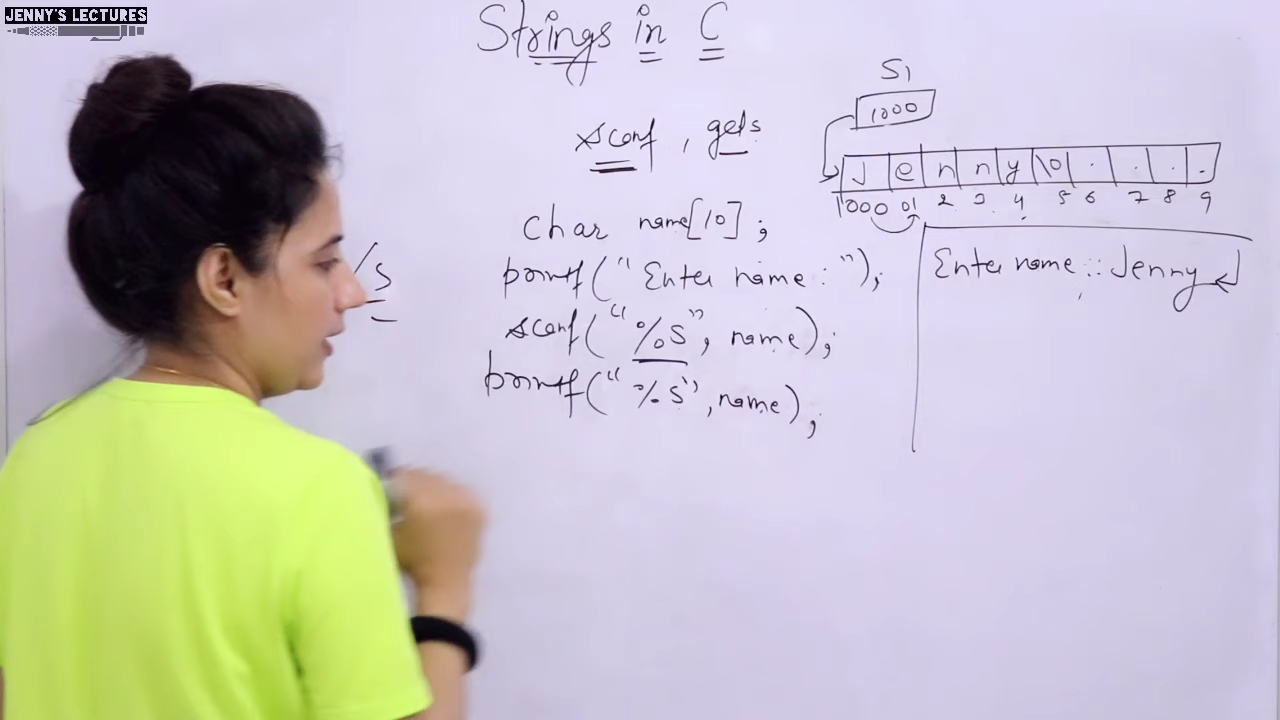 JENNY'S LECTURES
Strings in C
scanf, gets
S1
1000
J e n n y \0 . . . .
1000 01 2 3 4 5 6 7 8 9
char name[10];
printf("Enter name:");
scanf("%s", name);
printf("%s", name);
Enter name :: Jenny ↵
/s